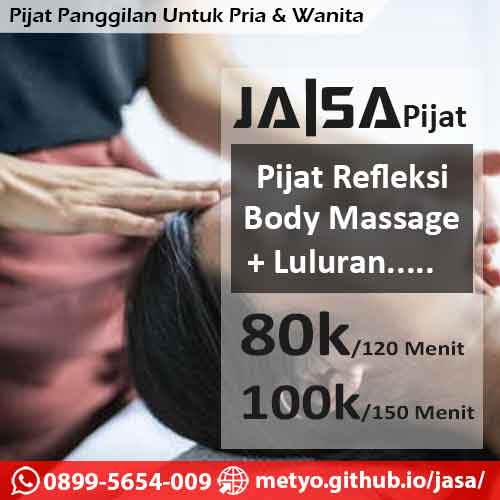 Pijat Panggilan Untuk Pria & Wanita
JA|SA Pijat
Pijat Refleksi
Body Massage
+ Luluran.....
80k/120 Menit
100k/150 Menit
0899-5654-009 metyo.github.io/jasa/